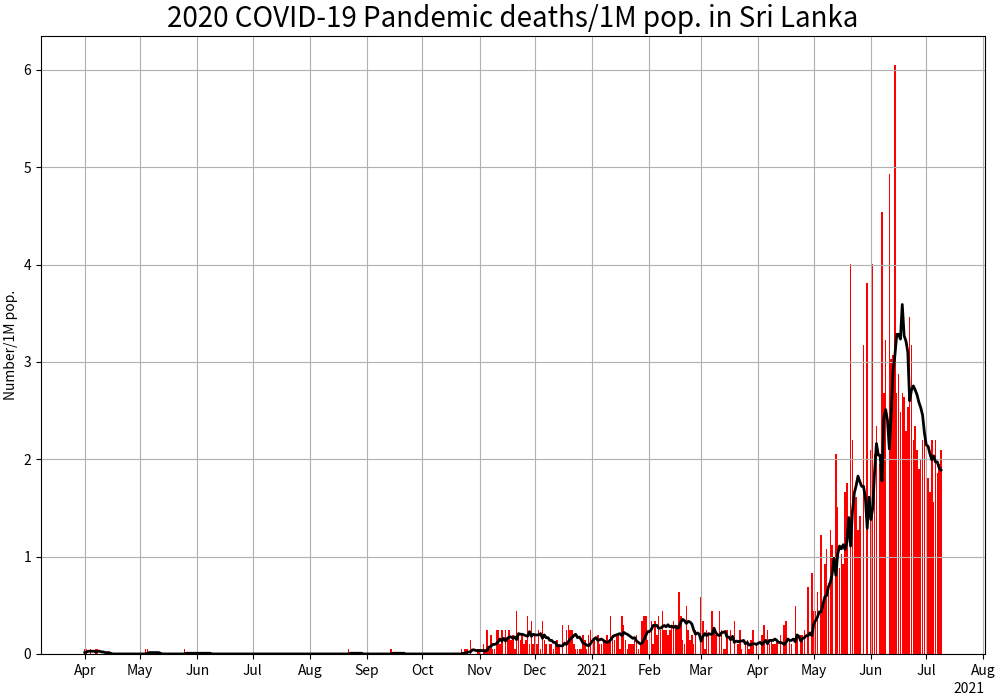 2020 COVID-19 Pandemic deaths/1M pop. in Sri Lanka
Number/1M pop.
6
5
4
3
2
1
0
Apr May Jun Jul Aug Sep Oct Nov Dec 2021 Feb Mar Apr May Jun Jul Aug
2021